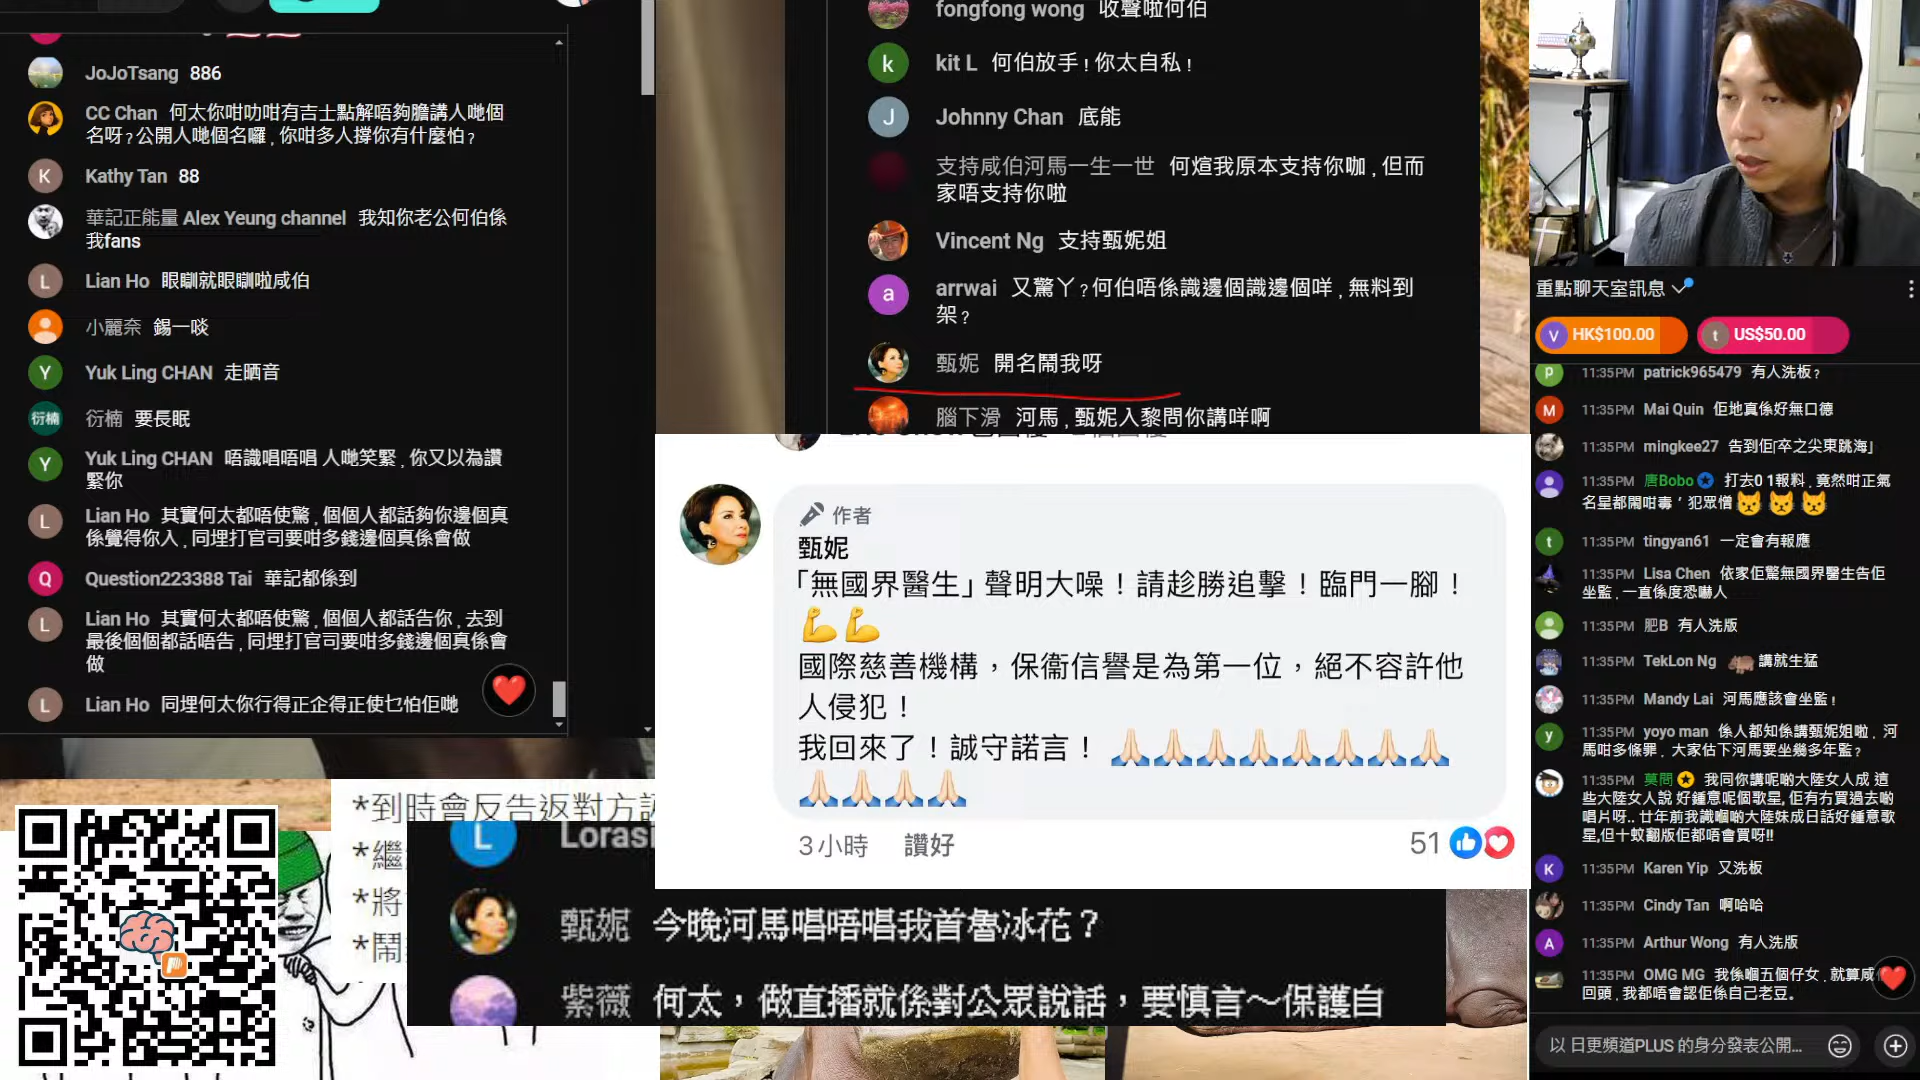 JoJoTsang 886
CC Chan 何太你咁叻咁有吉士點解唔夠膽講人哋個
名呀?公開人哋個名囉,你咁多人撐你有什麼怕?
Kathy Tan 88
華記正能量 Alex Yeung channel 我知你老公何伯係
我fans
Lian Ho 眼瞓就眼瞓啦咸伯
小麗奈 錫一啖
Yuk Ling CHAN 走晒音
衍楠 衍楠 要長眠
Yuk Ling CHAN 唔識唱唔唱 人哋笑緊,你又以為讚
緊你
Lian Ho 其實何太都唔使驚,個個人都話夠你邊個真
係覺得你入,同埋打官司要咁多錢邊個真係會做
Question223388 Tai 華記都係到
Lian Ho 其實何太都唔使驚,個個人都話告你,去到
最後個個都話唔告,同埋打官司要咁多錢邊個真係會
做
Lian Ho 同埋何太你行得正企得正使乜怕佢哋
fongfong wong 收聲啦何伯
kit L 何伯放手!你太自私!
Johnny Chan 底能
支持咸伯河馬一生一世 何煊我原本支持你㗎,但而
家唔支持你啦
Vincent Ng 支持甄妮姐
arrwai 又驚丫?何伯唔係識邊個識邊個咩,無料到
架?
甄妮 開名鬧我呀
腦下滑 河馬,甄妮入黎問你講咩啊
作者
甄妮
「無國界醫生」聲明大噪!請趁勝追擊!臨門一腳!
💪💪
國際慈善機構,保衞信譽是為第一位,絕不容許他
人侵犯!
我回來了!誠守諾言!🙏🏻🙏🏻🙏🏻🙏🏻🙏🏻🙏🏻🙏🏻🙏🏻
🙏🏻🙏🏻🙏🏻🙏🏻
3小時 讚好 51
*到時會反告返對方
*繼
*將
*鬧
Lorasi
甄妮 今晚河馬唱唔唱我首魯冰花?
紫薇 何太,做直播就係對公眾說話,要慎言～保護自
重點聊天室訊息
V HK$100.00 t US$50.00
11:35PM patrick965479 有人洗板?
11:35PM Mai Quin 佢地真係好無口德
11:35PM mingkee27 告到佢「卒之尖東跳海」
11:35PM 唐Bobo 打去0 1報料,竟然咁正氣
名星都鬧咁毒’犯眾憎😾😾😾
11:35PM tingyan61 一定會有報應
11:35PM Lisa Chen 依家佢驚無國界醫生告佢
坐監,一直係度恐嚇人
11:35PM 肥B 有人洗版
11:35PM TekLon Ng 🦛講就生猛
11:35PM Mandy Lai 河馬應該會坐監!
11:35PM yoyo man 係人都知係講甄妮姐啦,河
馬咁多條罪,大家估下河馬要坐幾多年監?
11:35PM 莫問 我同你講呢啲大陸女人成 這
些大陸女人說 好鍾意呢個歌星, 佢有冇買過去啲
唱片呀.. 廿年前我識嗰啲大陸妹成日話好鍾意歌
星,但十蚊翻版佢都唔會買呀!!
11:35PM Karen Yip 又洗板
11:35PM Cindy Tan 啊哈哈
11:35PM Arthur Wong 有人洗版
11:35PM OMG MG 我係嗰五個仔女,就算咸
回頭,我都唔會認佢係自己老豆。
以 日更頻道PLUS 的身分發表公開...